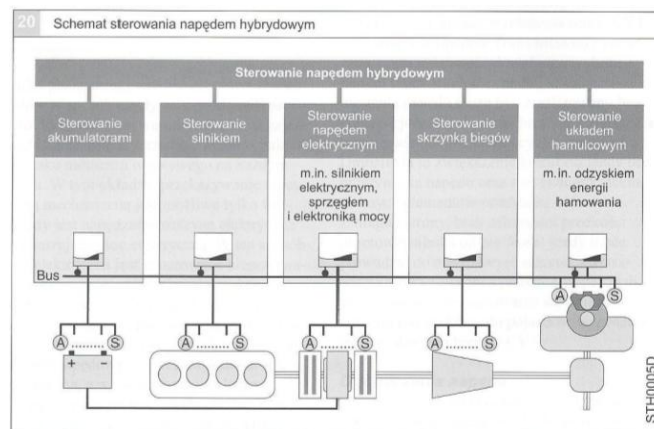 20 Schemat sterowania napędem hybrydowym
Sterowanie napędem hybrydowym
Sterowanie
akumulatorami
Sterowanie
silnikiem
Sterowanie
napędem
elektrycznym
m.in. silnikiem
elektrycznym,
sprzęgłem
i elektroniką mocy
Sterowanie
skrzynką biegów
Sterowanie
układem
hamulcowym
m.in. odzyskiem
energii
hamowania
Bus
A S
A S
A S
A S
A S
+ −
STH0005D